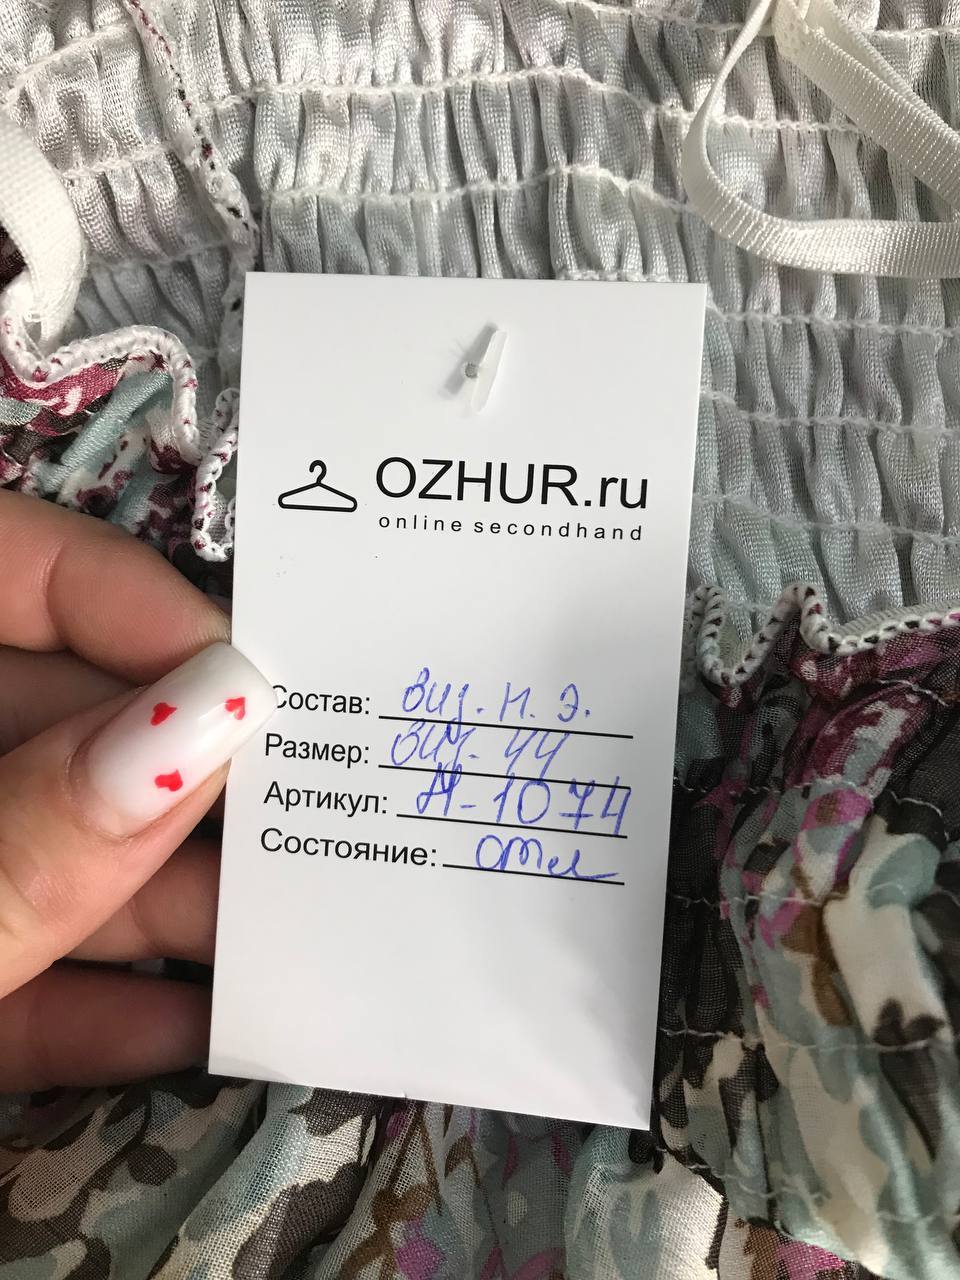 OZHUR.ru
online secondhand
Состав: виз. п. э.
Размер: виз. 44
Артикул: А-1074
Состояние: отл